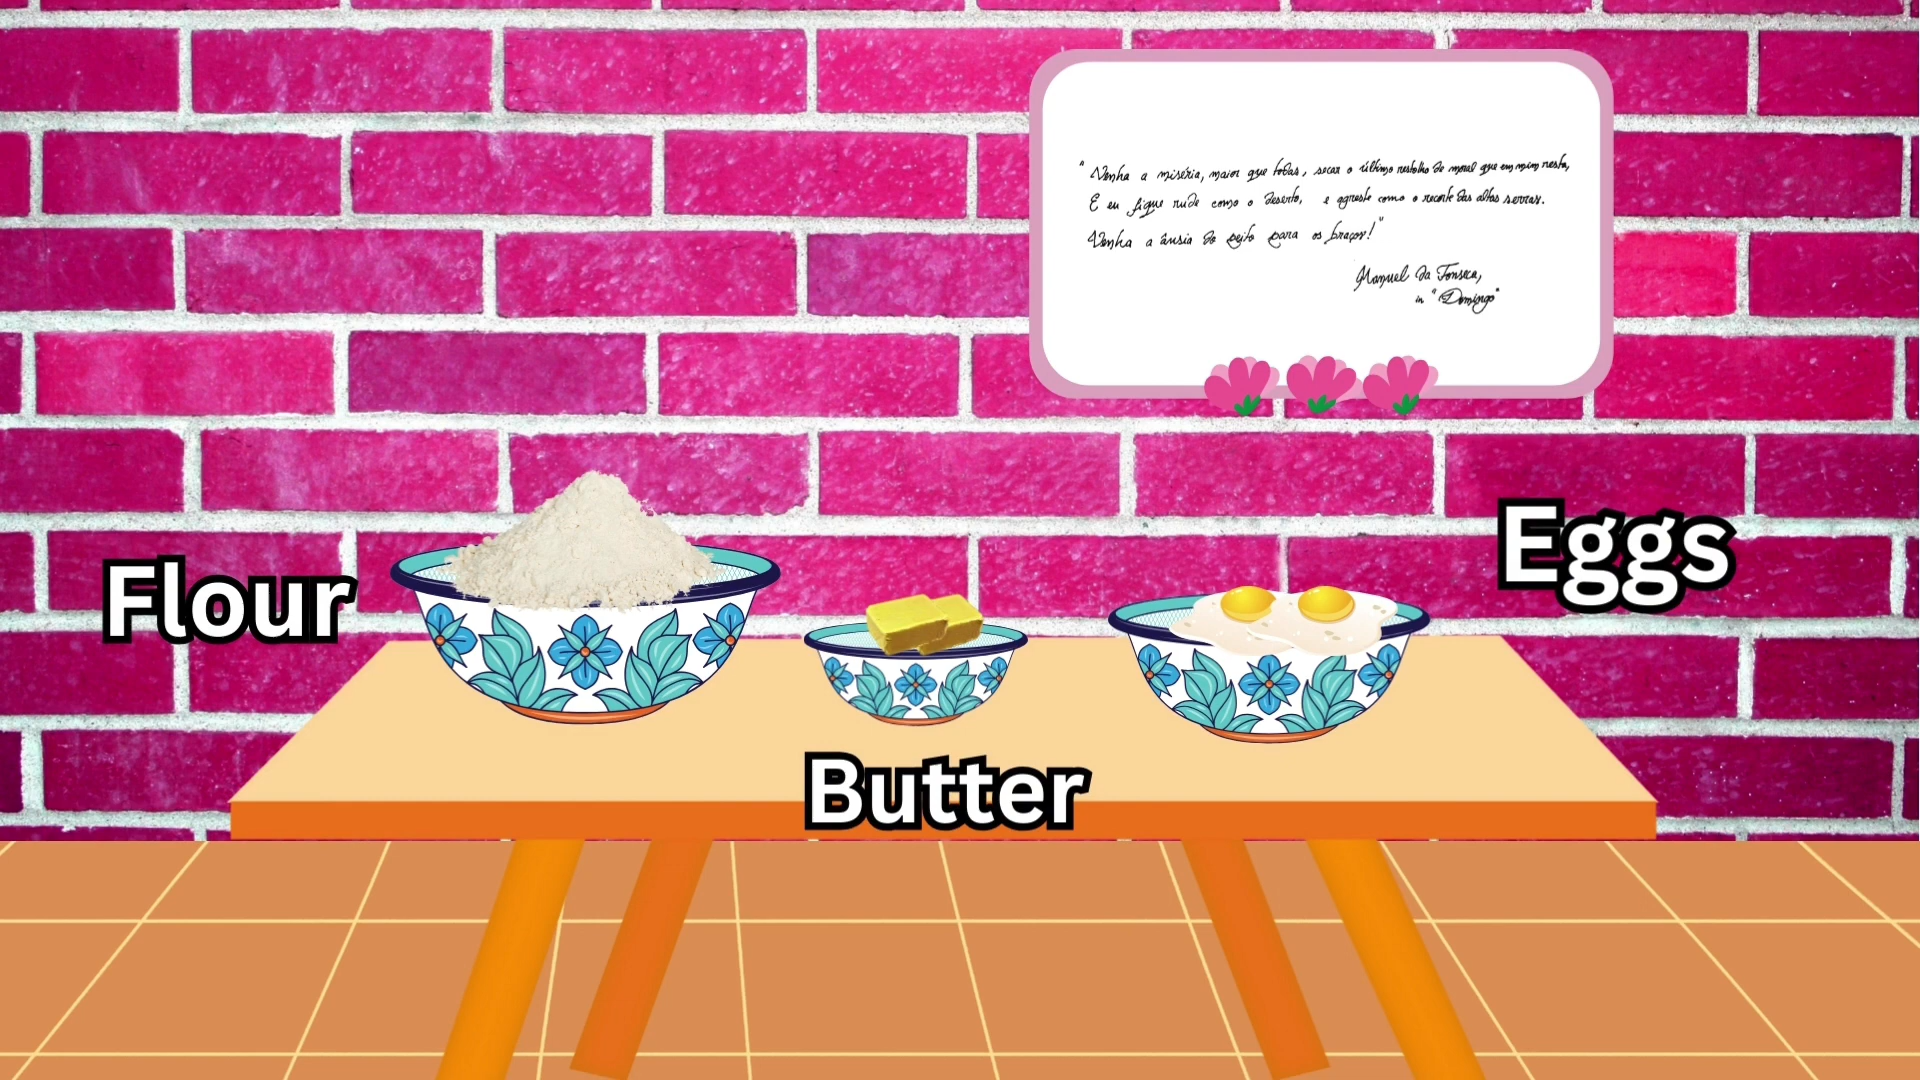 "Venha a miséria, maior que todas, secar o último restolho de moral que em mim resta,
E eu fique rude como o deserto, e agreste como o recorte das altas serras.
Venha a ânsia do peito para os braços!"
Manuel da Fonseca,
in "Domingo"
Eggs
Flour
Butter